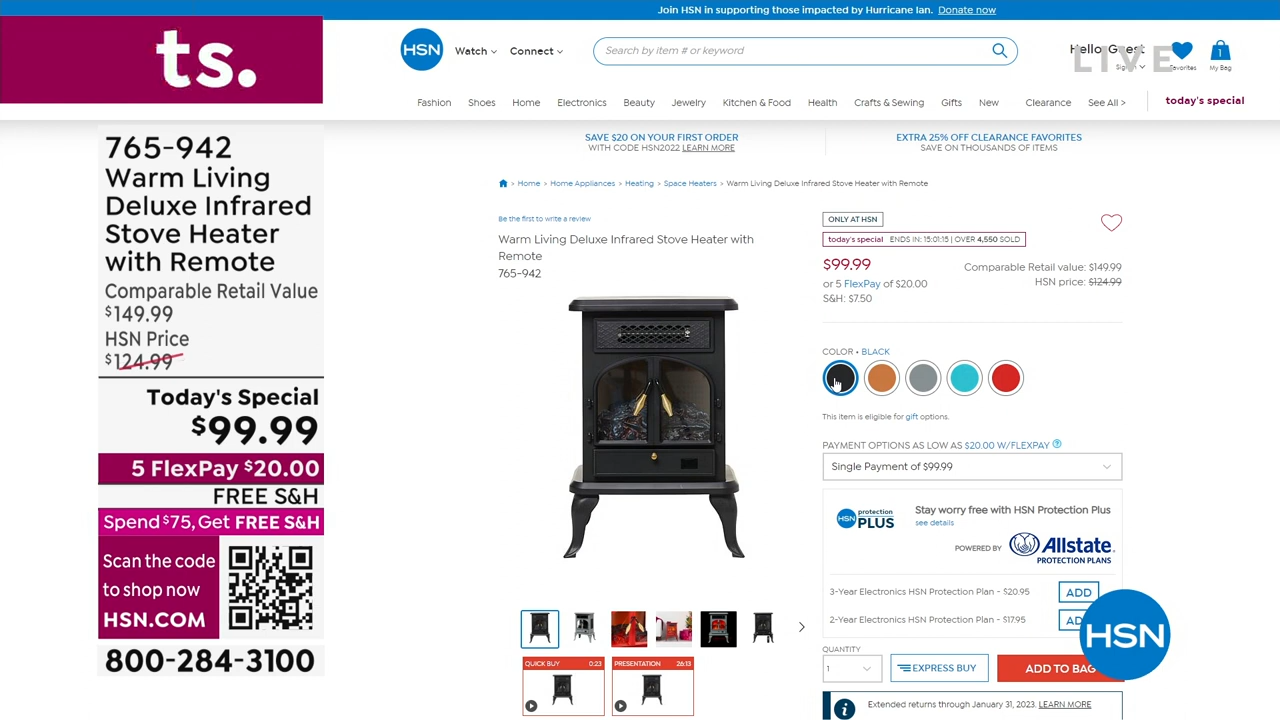 Join HSN in supporting those impacted by Hurricane Ian. Donate now
ts.
HSN
Watch
Connect
Search by item # or keyword
Hello Guest
LIVE
Favorites
1
My Bag
Fashion Shoes Home Electronics Beauty Jewelry Kitchen & Food Health Crafts & Sewing Gifts New Clearance See All > today's special
SAVE $20 ON YOUR FIRST ORDER
WITH CODE HSN2022 LEARN MORE
EXTRA 25% OFF CLEARANCE FAVORITES
SAVE ON THOUSANDS OF ITEMS
765-942
Warm Living
Deluxe Infrared
Stove Heater
with Remote
Comparable Retail Value
$149.99
HSN Price
$124.99
Today's Special
$99.99
5 FlexPay $20.00
FREE S&H
Spend $75, Get FREE S&H
Scan the code
to shop now
HSN.COM
800-284-3100
> Home > Home Appliances > Heating > Space Heaters > Warm Living Deluxe Infrared Stove Heater with Remote
Be the first to write a review
Warm Living Deluxe Infrared Stove Heater with
Remote
765-942
QUICK BUY 0:23
PRESENTATION 26:13
ONLY AT HSN
today's special ENDS IN: 15:01:15 | OVER 4,550 SOLD
$99.99
or 5 FlexPay of $20.00
S&H: $7.50
Comparable Retail value: $149.99
HSN price: $124.99
COLOR • BLACK
This item is eligible for gift options.
PAYMENT OPTIONS AS LOW AS $20.00 W/FLEXPAY ?
Single Payment of $99.99
HSN protection PLUS
Stay worry free with HSN Protection Plus
see details
POWERED BY Allstate
PROTECTION PLANS
3-Year Electronics HSN Protection Plan - $20.95 ADD
2-Year Electronics HSN Protection Plan - $17.95
HSN
QUANTITY
1
EXPRESS BUY
ADD TO BAG
Extended returns through January 31, 2023. LEARN MORE